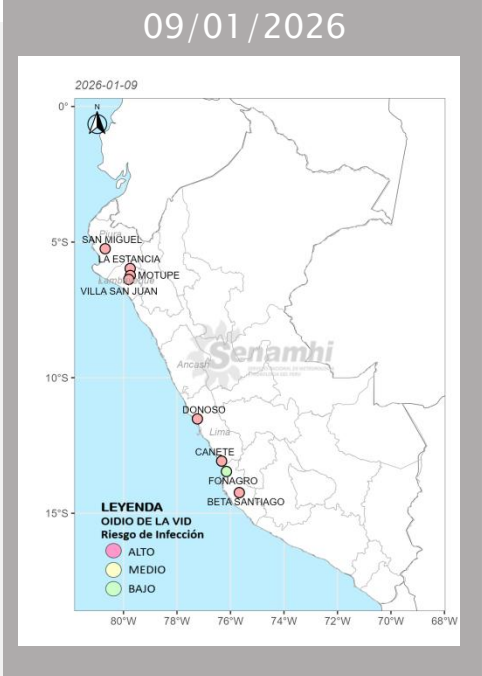 09/01/2026
2026-01-09
N
0°
5°S
10°S
15°S
Piura
SAN MIGUEL
LA ESTANCIA
MOTUPE
Lambayeque
VILLA SAN JUAN
Senamhi
Ancash
DONOSO
Lima
CANETE
FONAGRO
BETA SANTIAGO
LEYENDA
OIDIO DE LA VID
Riesgo de Infección
ALTO
MEDIO
BAJO
80°W 78°W 76°W 74°W 72°W 70°W 68°W